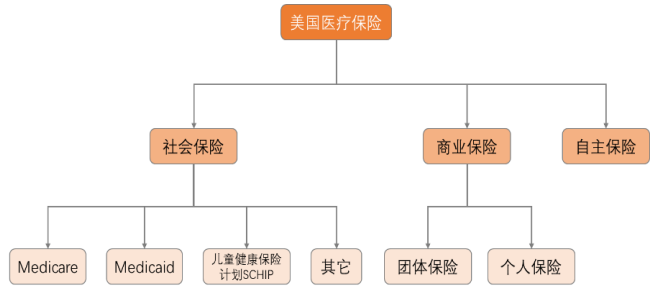 美国医疗保险
社会保险
商业保险
自主保险
Medicare
Medicaid
儿童健康保险
计划SCHIP
其它
团体保险
个人保险